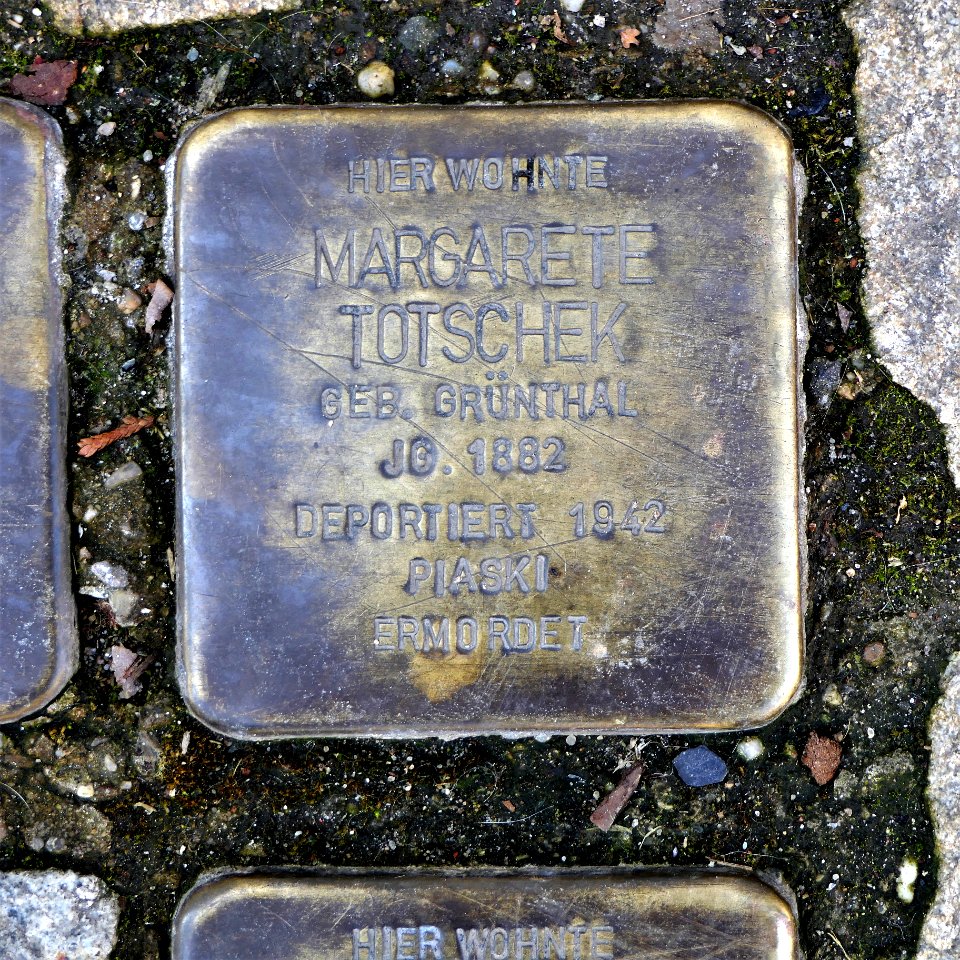 HIER WOHNTE
MARGARETE
TOTSCHEK
GEB. GRÜNTHAL
JG. 1882
DEPORTIERT 1942
PIASKI
ERMORDET
HIER WOHNTE